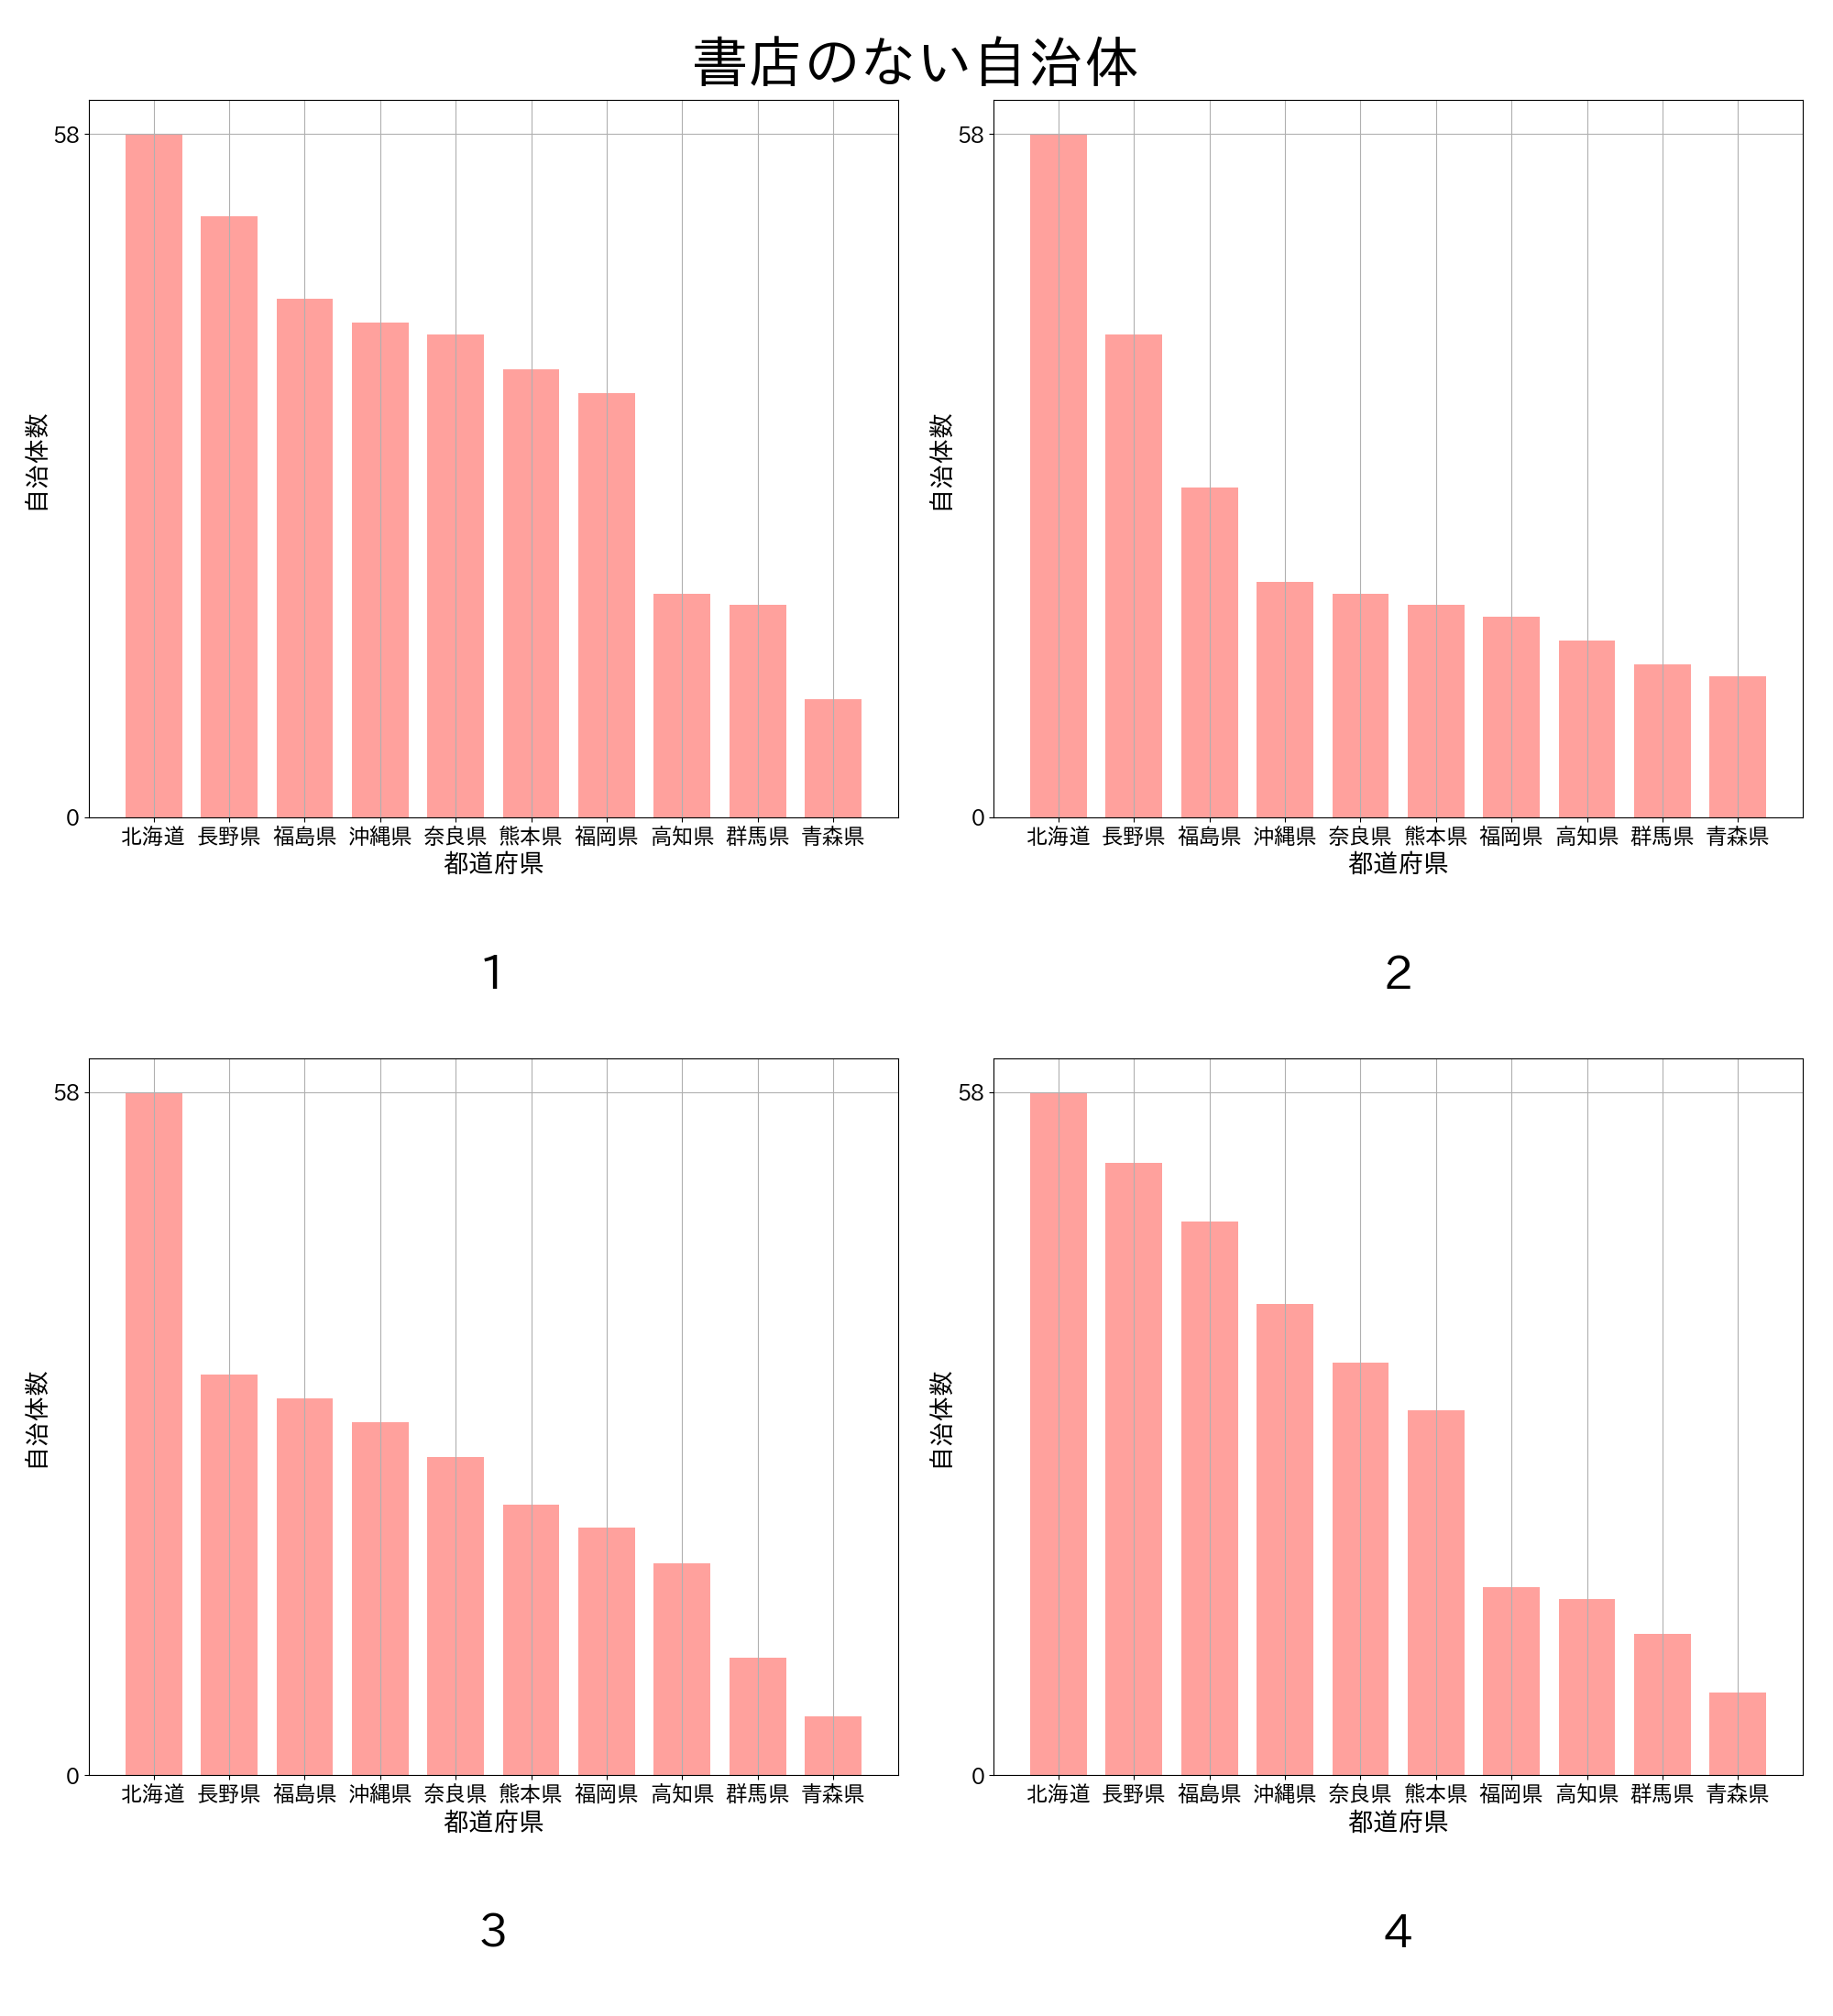 書店のない自治体
58
0
自治体数
北海道 長野県 福島県 沖縄県 奈良県 熊本県 福岡県 高知県 群馬県 青森県
都道府県
1
58
0
自治体数
北海道 長野県 福島県 沖縄県 奈良県 熊本県 福岡県 高知県 群馬県 青森県
都道府県
2
58
0
自治体数
北海道 長野県 福島県 沖縄県 奈良県 熊本県 福岡県 高知県 群馬県 青森県
都道府県
3
58
0
自治体数
北海道 長野県 福島県 沖縄県 奈良県 熊本県 福岡県 高知県 群馬県 青森県
都道府県
4